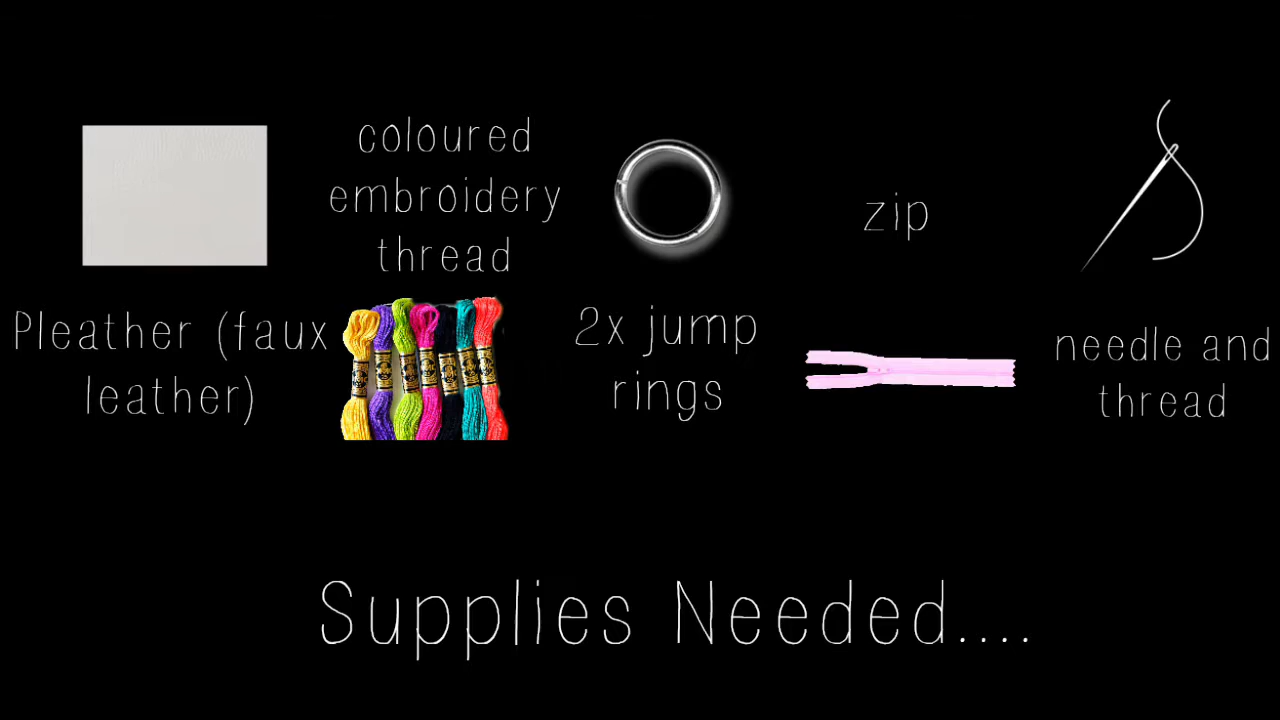 coloured
embroidery
thread
zip
Pleather (faux
leather)
2x jump
rings
needle and
thread
Supplies Needed....